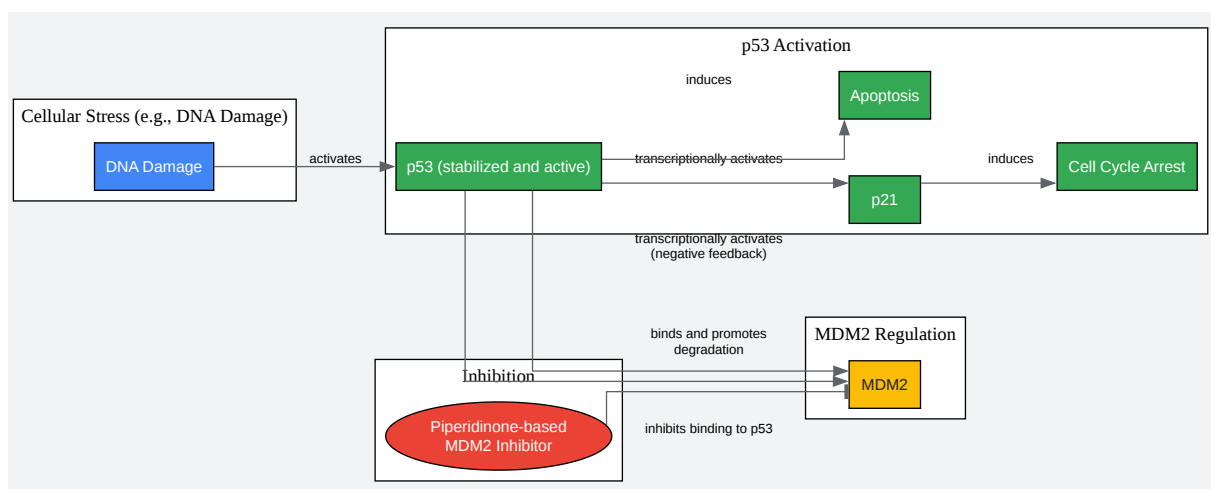 p53 Activation
induces
Apoptosis
Cellular Stress (e.g., DNA Damage)
DNA Damage
activates
p53 (stabilized and active)
transcriptionally activates
induces
Cell Cycle Arrest
p21
transcriptionally activates
(negative feedback)
binds and promotes
degradation
MDM2 Regulation
MDM2
Inhibition
Piperidinone-based
MDM2 Inhibitor
inhibits binding to p53